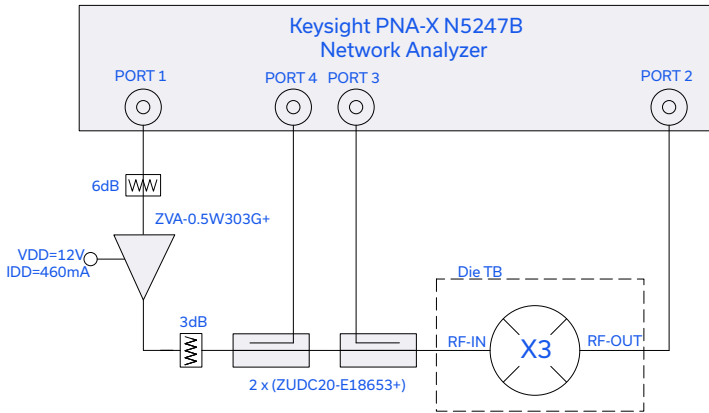 Keysight PNA-X N5247B
Network Analyzer
PORT 1
PORT 4
PORT 3
PORT 2
6dB
ZVA-0.5W303G+
VDD=12V
IDD=460mA
Die TB
3dB
RF-IN
X3
RF-OUT
2 x (ZUDC20-E18653+)